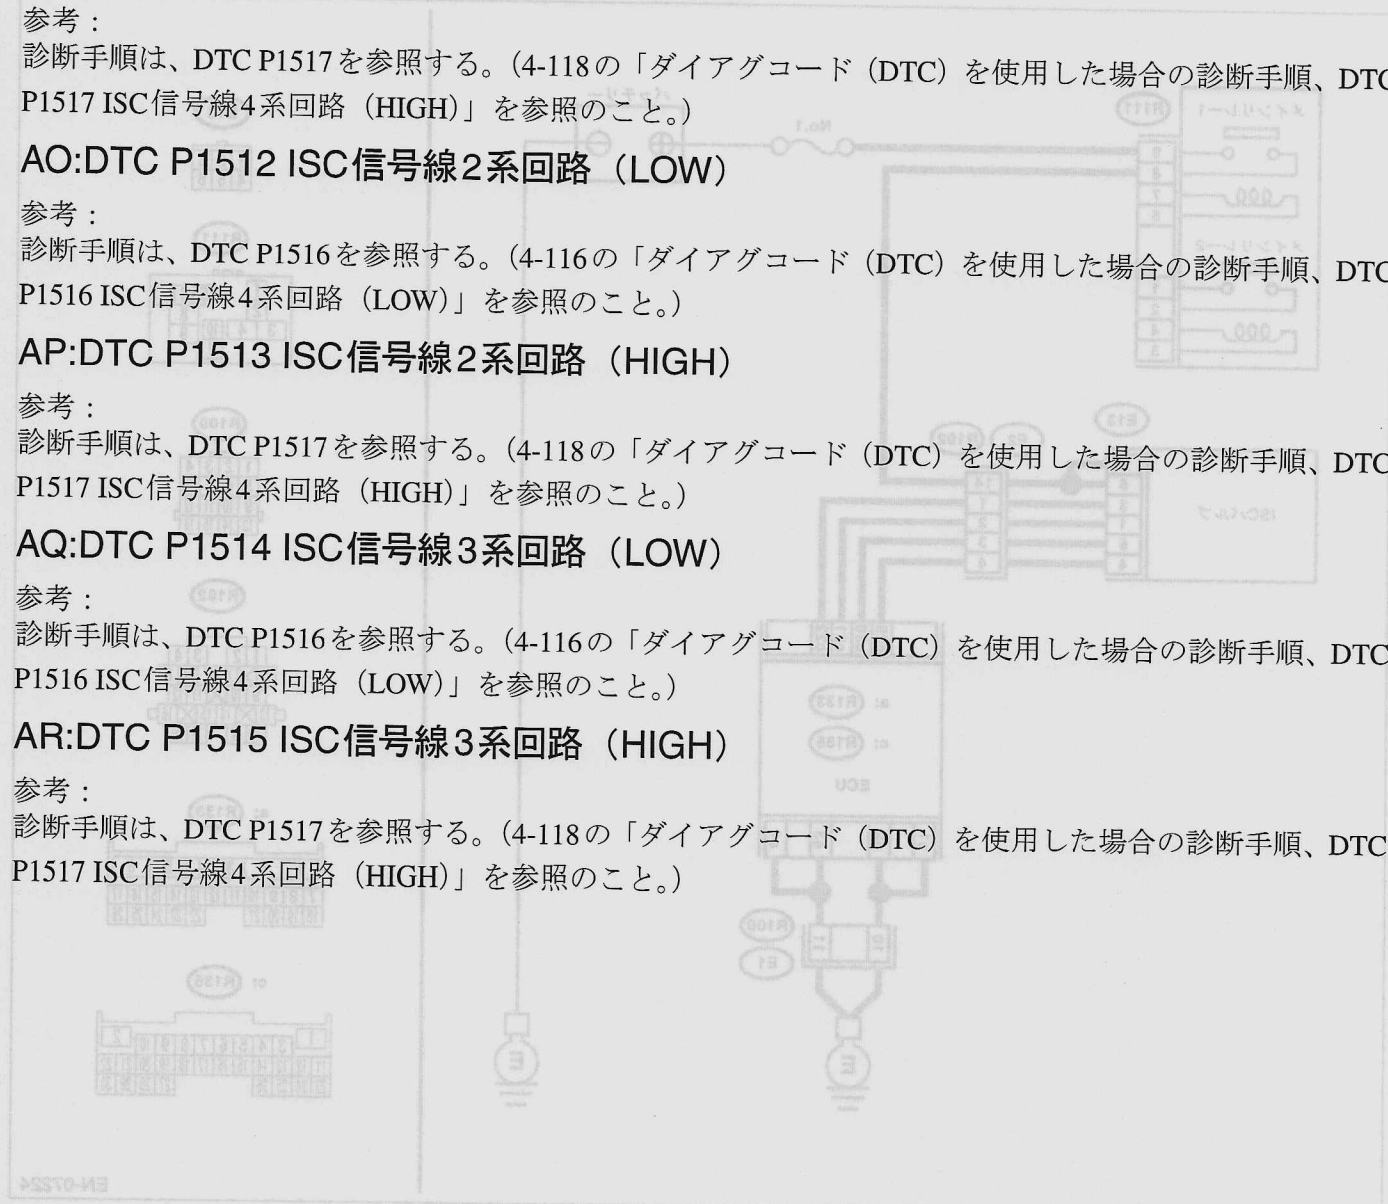 参考：
診断手順は、DTC P1517を参照する。（4-118の「ダイアグコード（DTC）を使用した場合の診断手順、DTC
P1517 ISC信号線4系回路（HIGH）」を参照のこと。）
AO:DTC P1512 ISC信号線2系回路（LOW）
参考：
診断手順は、DTC P1516を参照する。（4-116の「ダイアグコード（DTC）を使用した場合の診断手順、DTC
P1516 ISC信号線4系回路（LOW）」を参照のこと。）
AP:DTC P1513 ISC信号線2系回路（HIGH）
参考：
診断手順は、DTC P1517を参照する。（4-118の「ダイアグコード（DTC）を使用した場合の診断手順、DTC
P1517 ISC信号線4系回路（HIGH）」を参照のこと。）
AQ:DTC P1514 ISC信号線3系回路（LOW）
参考：
診断手順は、DTC P1516を参照する。（4-116の「ダイアグコード（DTC）を使用した場合の診断手順、DTC
P1516 ISC信号線4系回路（LOW）」を参照のこと。）
AR:DTC P1515 ISC信号線3系回路（HIGH）
参考：
診断手順は、DTC P1517を参照する。（4-118の「ダイアグコード（DTC）を使用した場合の診断手順、DTC
P1517 ISC信号線4系回路（HIGH）」を参照のこと。）